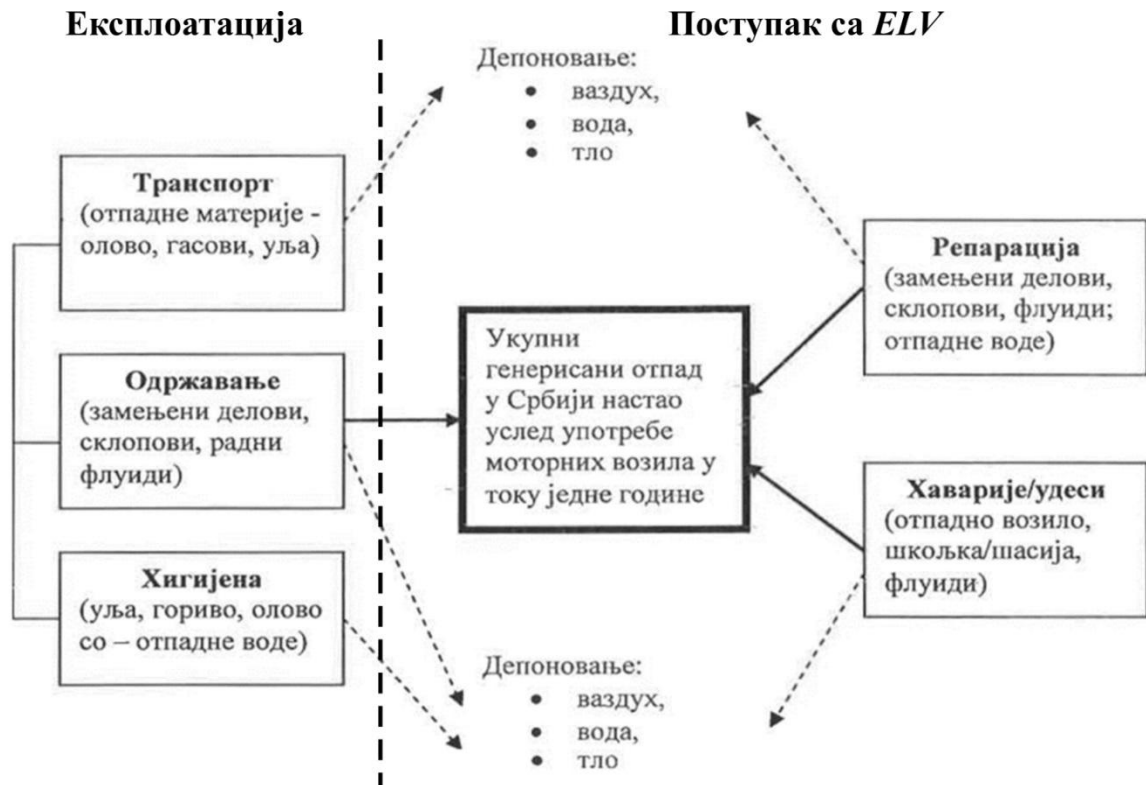 Експлоатација
Поступак са ELV
Депоновање:
• ваздух,
• вода,
• тло
Транспорт
(отпадне материје -
олово, гасови, уља)
Одржавање
(замењени делови,
склопови, радни
флуиди)
Хигијена
(уља, гориво, олово
со – отпадне воде)
Укупни
генерисани отпад
у Србији настао
услед употребе
моторних возила у
току једне године
Репарација
(замењени делови,
склопови, флуиди;
отпадне воде)
Хаварије/удеси
(отпадно возило,
шкољка/шасија,
флуиди)
Депоновање:
• ваздух,
• вода,
• тло